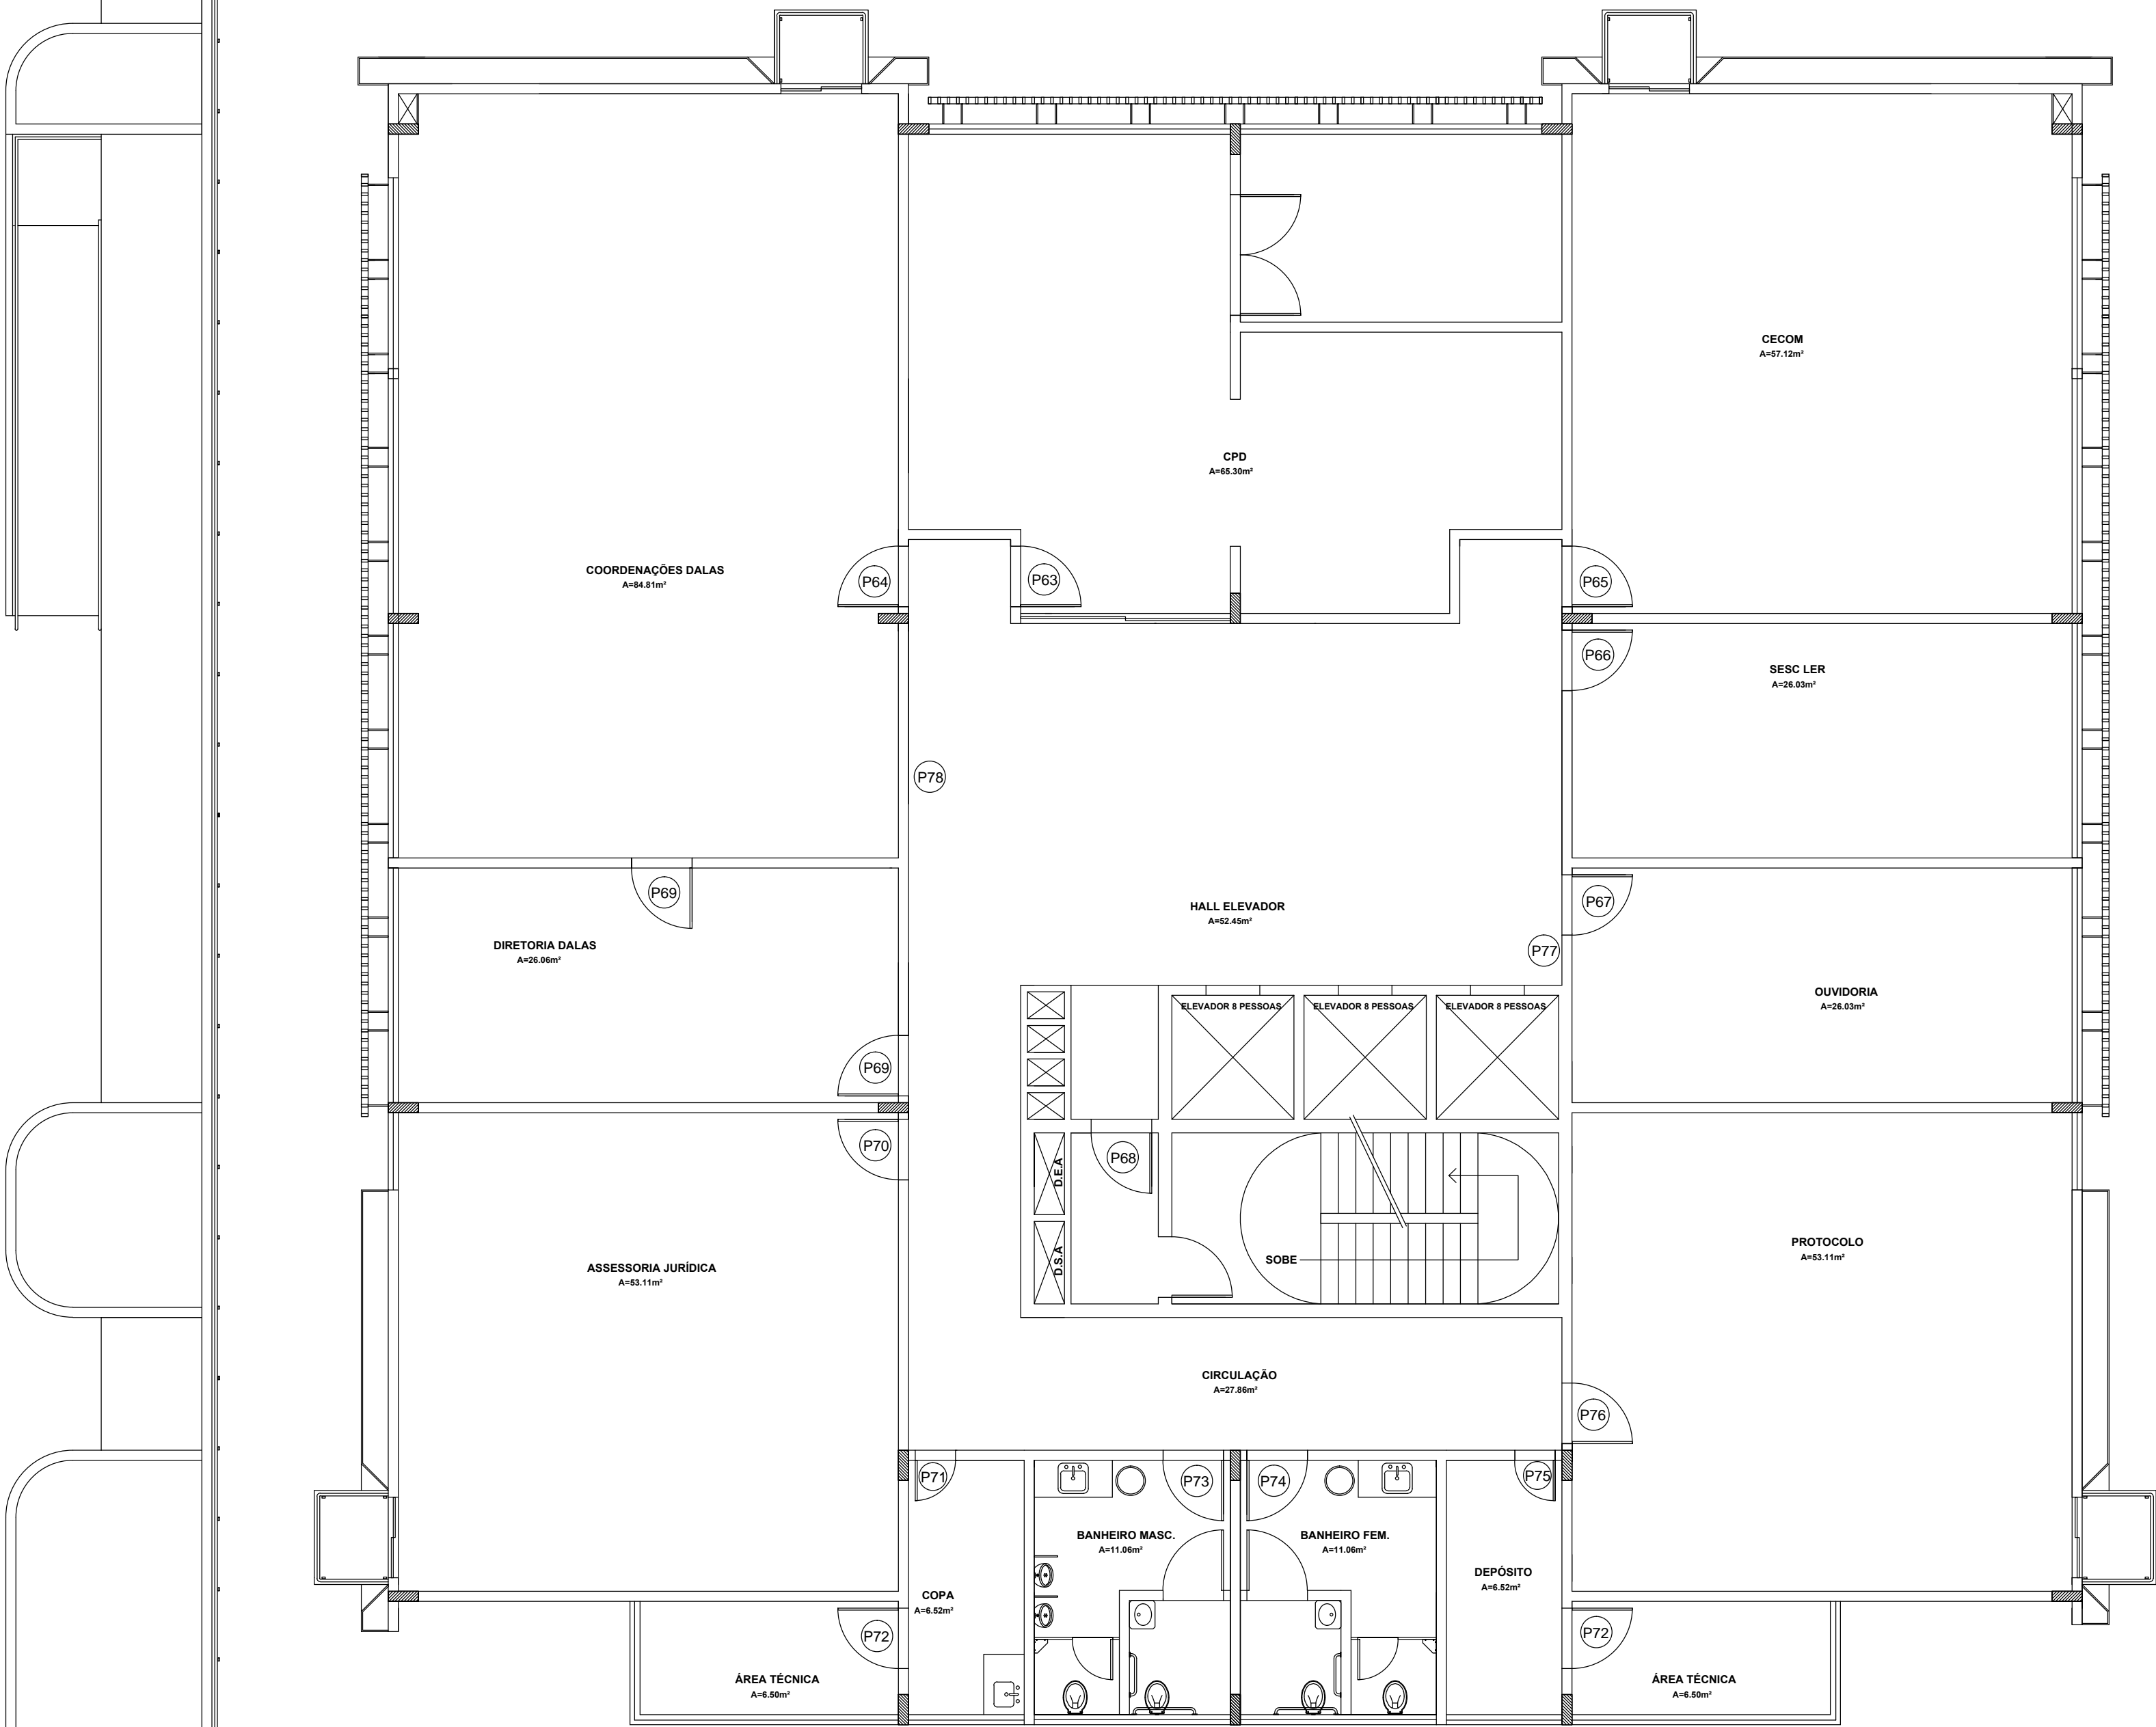 CECOM
A=57.12m²
CPD
A=65.30m²
COORDENAÇÕES DALAS
A=84.81m²
P64
P63
P65
P66
SESC LER
A=26.03m²
P78
P69
P67
HALL ELEVADOR
A=52.45m²
DIRETORIA DALAS
A=26.06m²
P77
OUVIDORIA
A=26.03m²
ELEVADOR 8 PESSOAS
ELEVADOR 8 PESSOAS
ELEVADOR 8 PESSOAS
P69
P70
P68
D.E.A
D.S.A
SOBE
ASSESSORIA JURÍDICA
A=53.11m²
PROTOCOLO
A=53.11m²
CIRCULAÇÃO
A=27.86m²
P76
P71
P73
P74
P75
BANHEIRO MASC.
A=11.06m²
BANHEIRO FEM.
A=11.06m²
DEPÓSITO
A=6.52m²
COPA
A=6.52m²
P72
P72
ÁREA TÉCNICA
A=6.50m²
ÁREA TÉCNICA
A=6.50m²